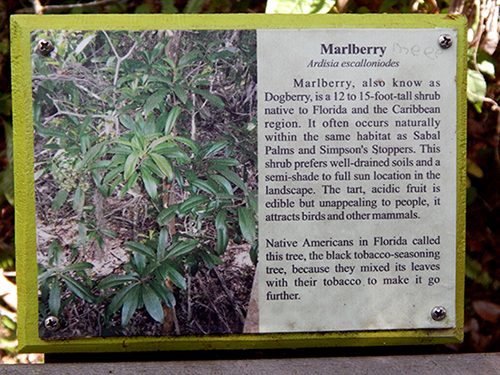 Marlberry tree
Ardisia escalloniodes
Marlberry, also know as
Dogberry, is a 12 to 15-foot-tall shrub
native to Florida and the Caribbean
region. It often occurs naturally
within the same habitat as Sabal
Palms and Simpson's Stoppers. This
shrub prefers well-drained soils and a
semi-shade to full sun location in the
landscape. The tart, acidic fruit is
edible but unappealing to people, it
attracts birds and other mammals.
Native Americans in Florida called
this tree, the black tobacco-seasoning
tree, because they mixed its leaves
with their tobacco to make it go
further.